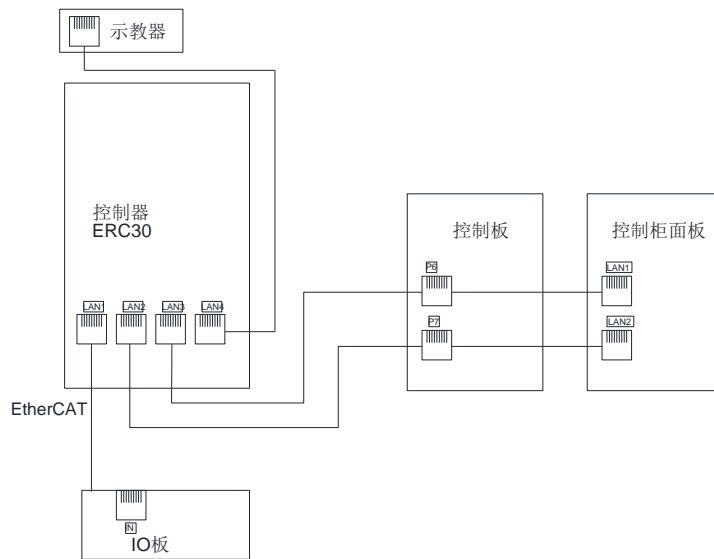 示教器
控制器
ERC30
LAN1
LAN2
LAN3
LAN4
控制板
P6
P7
控制柜面板
LAN1
LAN2
EtherCAT
IN
IO板